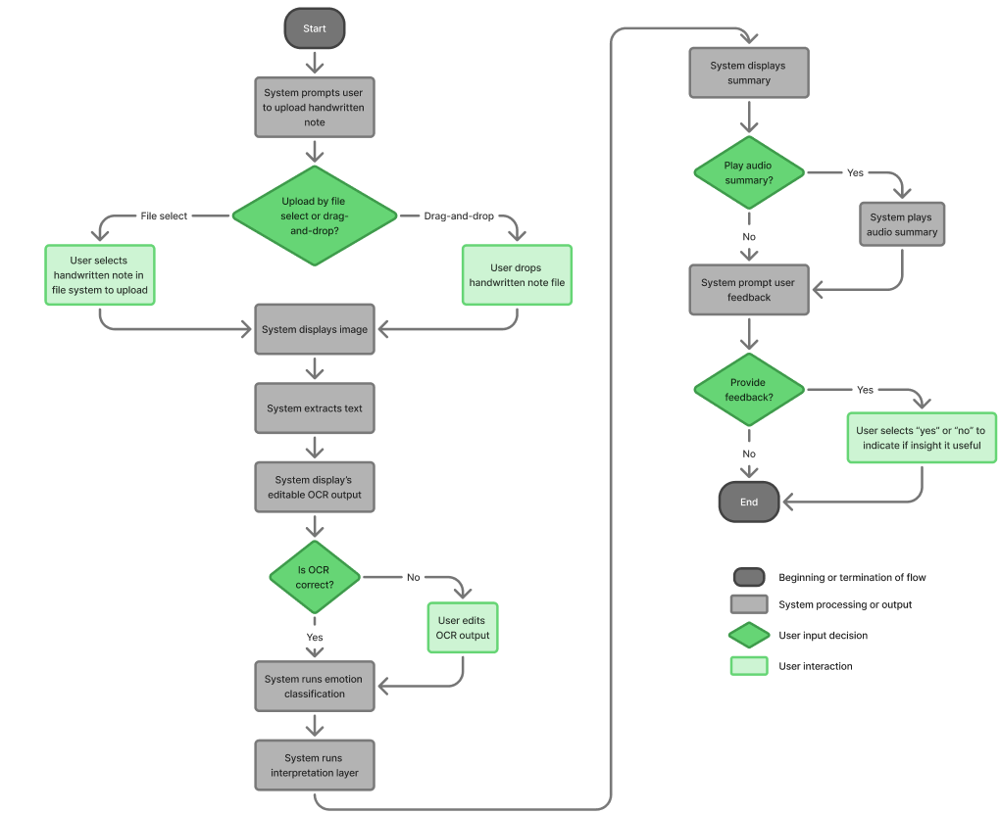 Start
System prompts user
to upload handwritten
note
Upload by file
select or drag-
and-drop?
File select
Drag-and-drop
User selects
handwritten note in
file system to upload
User drops
handwritten note file
System displays image
System extracts text
System display's
editable OCR output
Is OCR
correct?
No
User edits
OCR output
Yes
System runs emotion
classification
System runs
interpretation layer
System displays
summary
Play audio
summary?
Yes
System plays
audio summary
No
System prompt user
feedback
Provide
feedback?
Yes
User selects “yes” or “no” to
indicate if insight it useful
No
End
Beginning or termination of flow
System processing or output
User input decision
User interaction